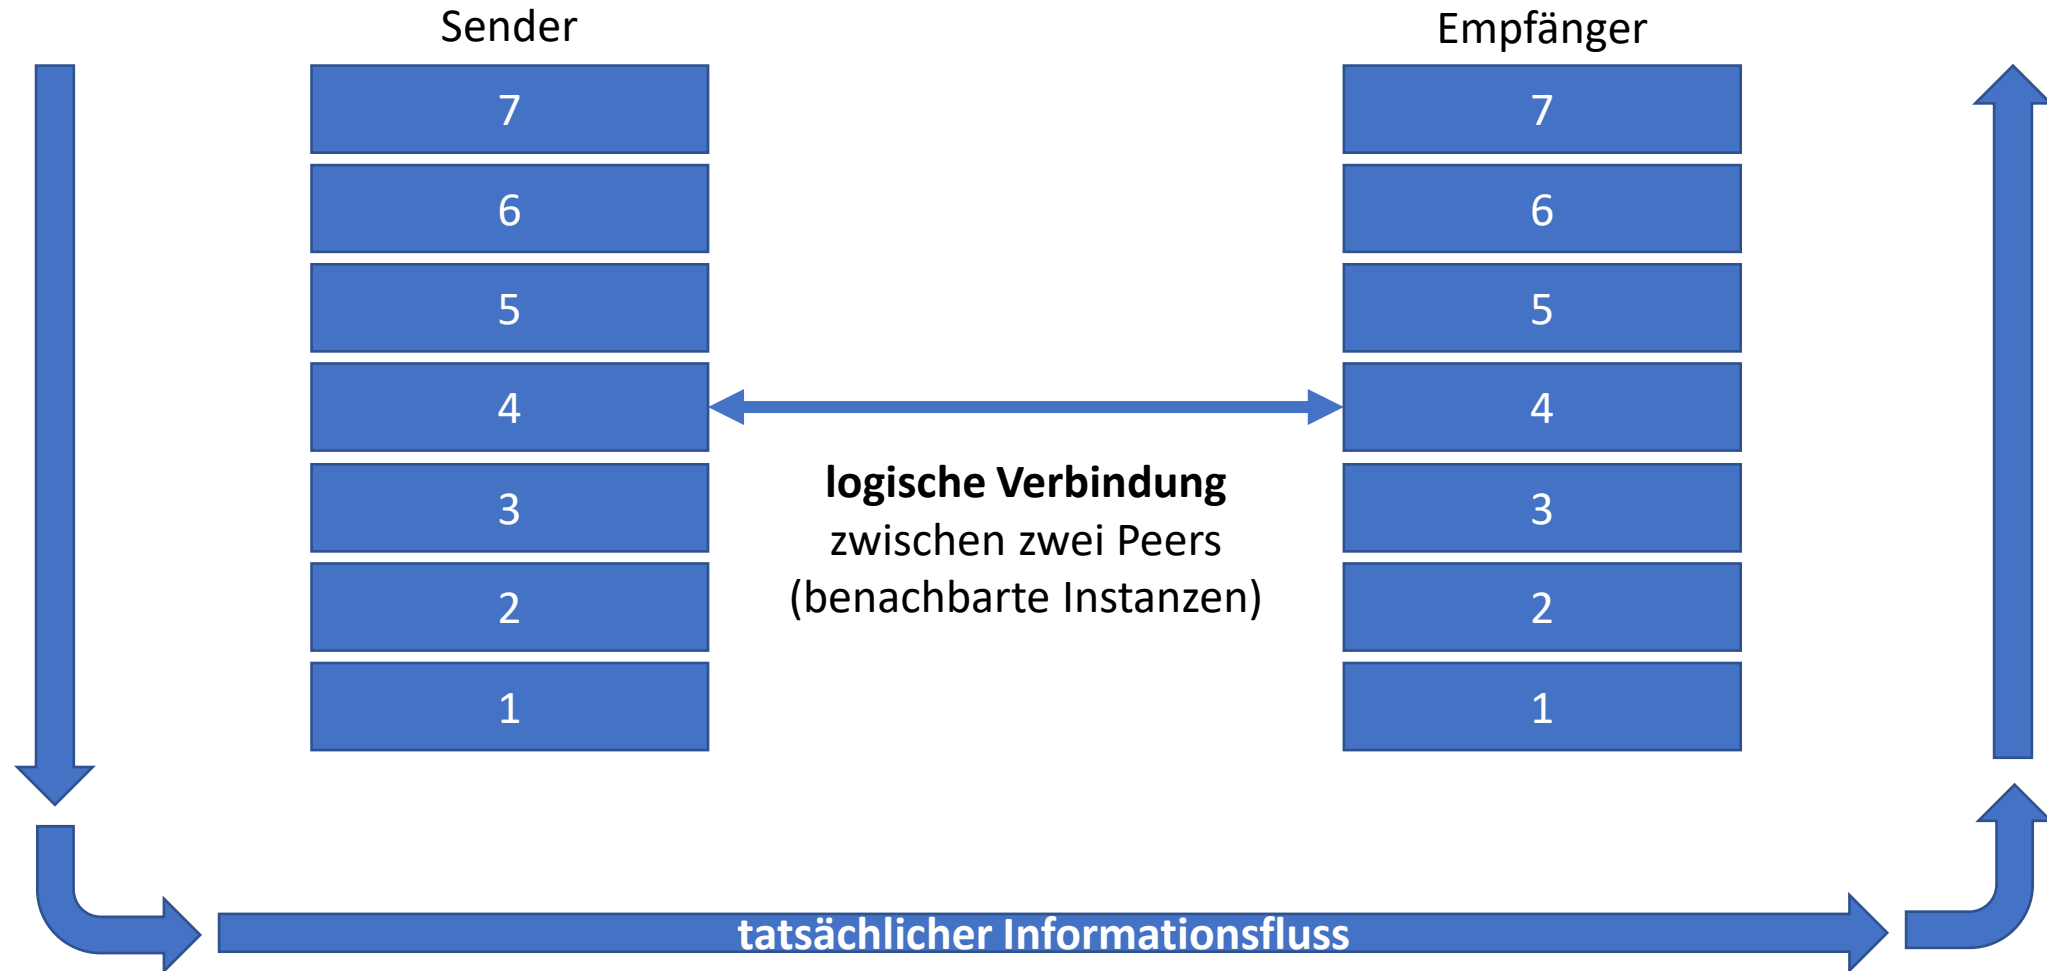 Sender
Empfänger
7
7
6
6
5
5
4
4
logische Verbindung
zwischen zwei Peers
(benachbarte Instanzen)
3
3
2
2
1
1
tatsächlicher Informationsfluss